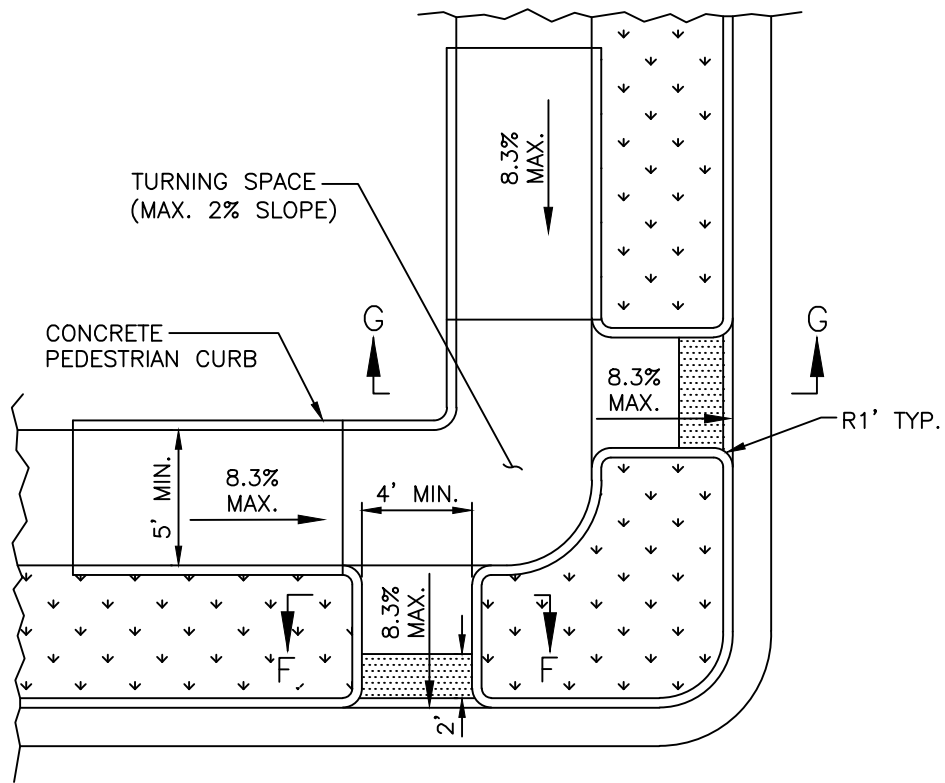 8.3%
MAX.
TURNING SPACE
(MAX. 2% SLOPE)
G
G
CONCRETE
PEDESTRIAN CURB
8.3%
MAX.
R1' TYP.
5' MIN.
8.3%
MAX.
4' MIN.
8.3%
MAX.
F
F
2'